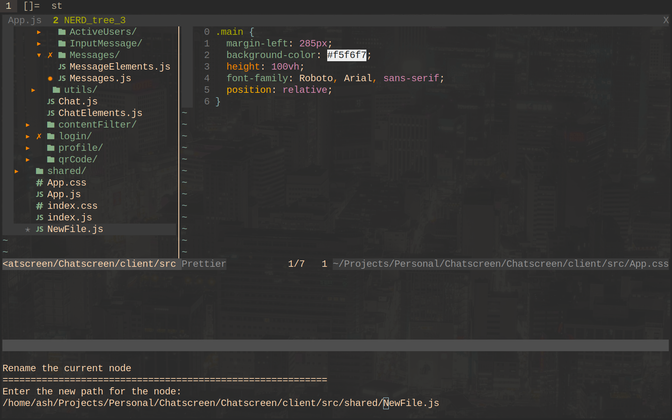 1 []= st
App.js 2 NERD_tree_3 X
▸ ActiveUsers/
▸ InputMessage/
▾ ✗ Messages/
JS MessageElements.js
✹ JS Messages.js
▸ utils/
JS Chat.js
JS ChatElements.js
▸ contentFilter/
▸ ✗ login/
▸ profile/
▸ qrCode/
▸ shared/
# App.css
JS App.js
# index.css
JS index.js
★ JS NewFile.js
~
~
0 .main {
1 margin-left: 285px;
2 background-color: #f5f6f7;
3 height: 100vh;
4 font-family: Roboto, Arial, sans-serif;
5 position: relative;
6 }
~
~
~
~
~
~
~
~
~
~
~
~
~
<atscreen/Chatscreen/client/src Prettier 1/7 1 ~/Projects/Personal/Chatscreen/Chatscreen/client/src/App.css
Rename the current node
==========================================================
Enter the new path for the node:
/home/ash/Projects/Personal/Chatscreen/Chatscreen/client/src/shared/NewFile.js